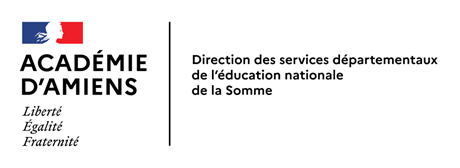 ACADÉMIE
D'AMIENS
Liberté
Égalité
Fraternité
Direction des services départementaux
de l'éducation nationale
de la Somme